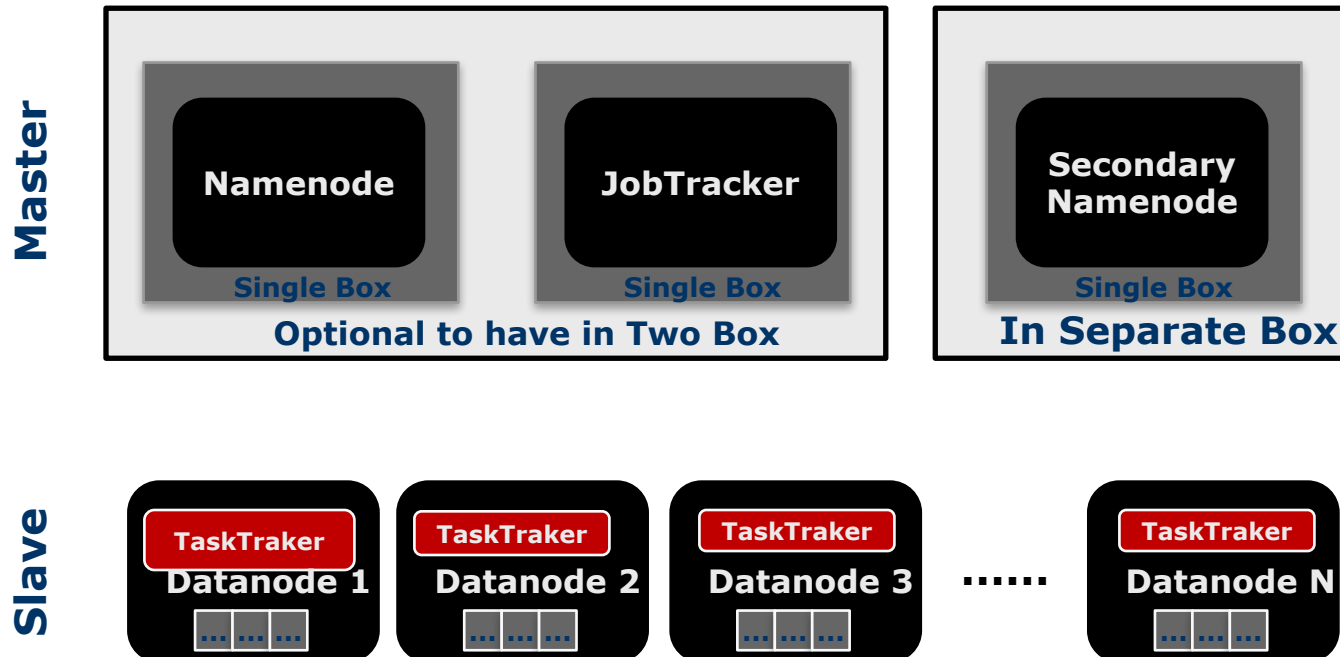 Master
Namenode
Single Box
JobTracker
Single Box
Optional to have in Two Box
Secondary
Namenode
Single Box
In Separate Box
Slave
TaskTraker
Datanode 1
... ... ...
TaskTraker
Datanode 2
... ... ...
TaskTraker
Datanode 3
... ... ...
......
TaskTraker
Datanode N
... ... ...